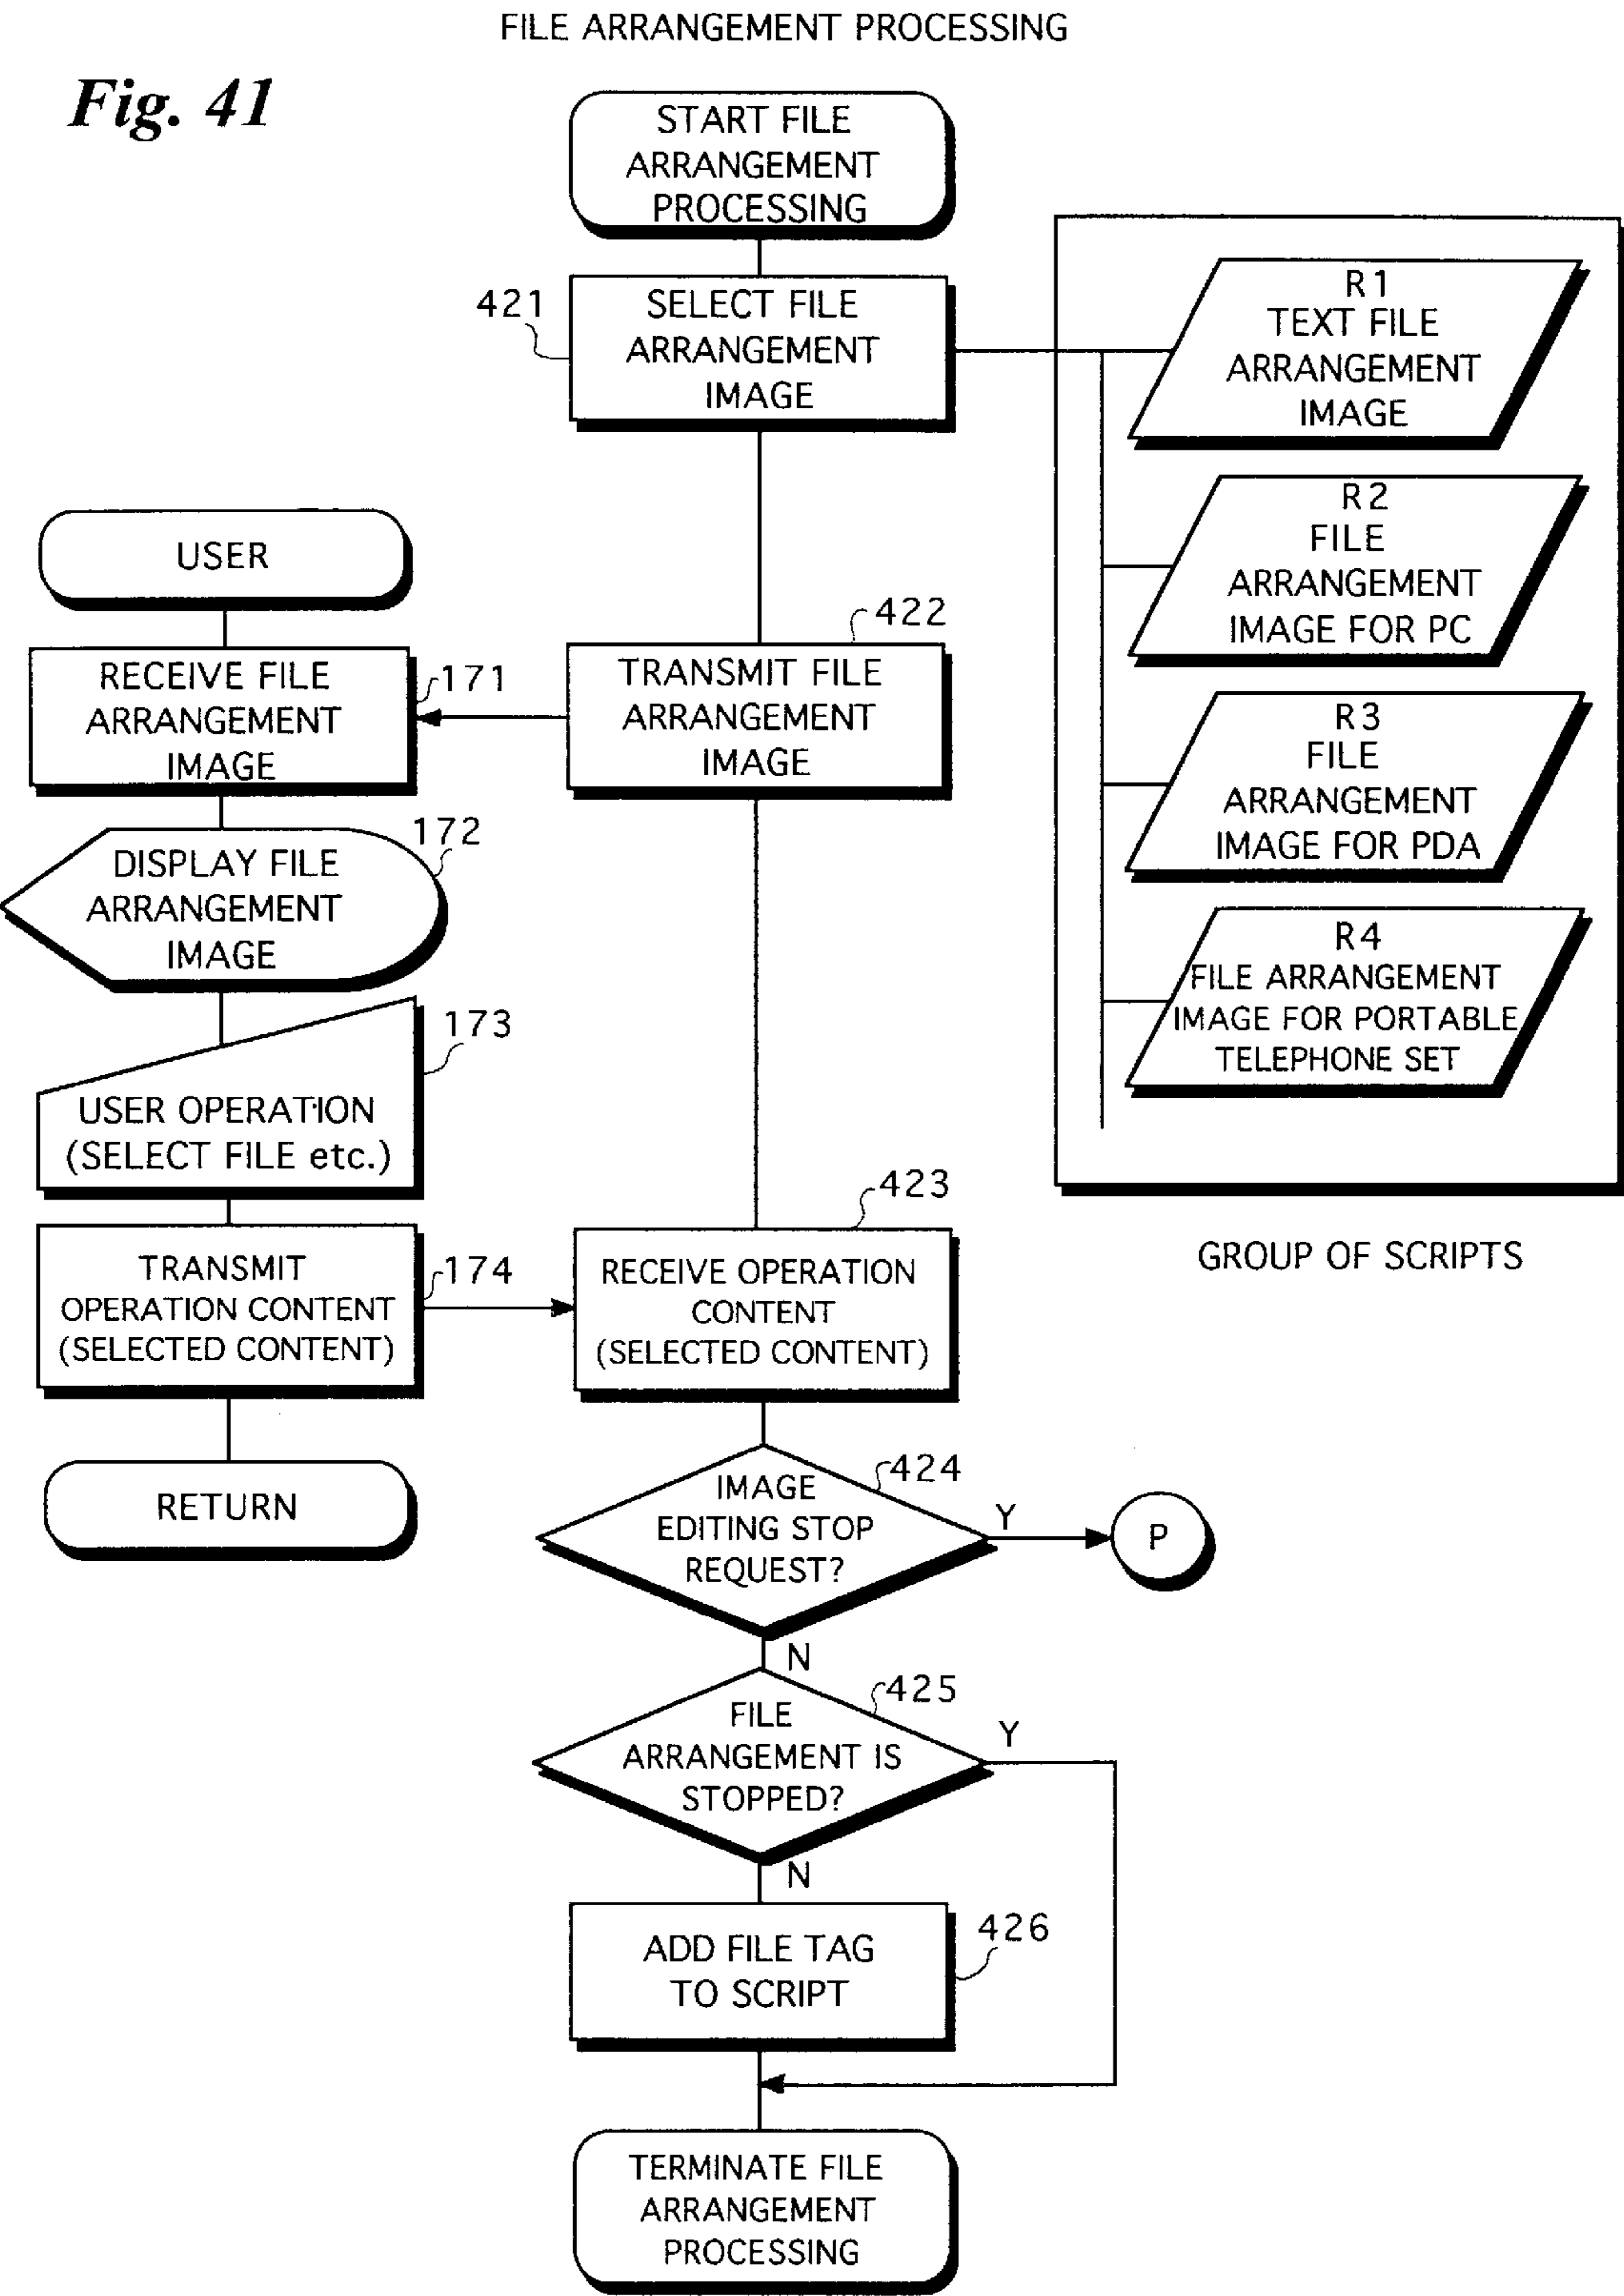 FILE ARRANGEMENT PROCESSING
Fig. 41
START FILE
ARRANGEMENT
PROCESSING
421
SELECT FILE
ARRANGEMENT
IMAGE
R1
TEXT FILE
ARRANGEMENT
IMAGE
R2
FILE
ARRANGEMENT
IMAGE FOR PC
R3
FILE
ARRANGEMENT
IMAGE FOR PDA
R4
FILE ARRANGEMENT
IMAGE FOR PORTABLE
TELEPHONE SET
GROUP OF SCRIPTS
USER
RECEIVE FILE
ARRANGEMENT
IMAGE
171
422
TRANSMIT FILE
ARRANGEMENT
IMAGE
DISPLAY FILE
ARRANGEMENT
IMAGE
172
173
USER OPERATION
(SELECT FILE etc.)
TRANSMIT
OPERATION CONTENT
(SELECTED CONTENT)
174
RETURN
423
RECEIVE OPERATION
CONTENT
(SELECTED CONTENT)
424
IMAGE
EDITING STOP
REQUEST?
Y
P
N
425
FILE
ARRANGEMENT IS
STOPPED?
Y
N
ADD FILE TAG
TO SCRIPT
426
TERMINATE FILE
ARRANGEMENT
PROCESSING